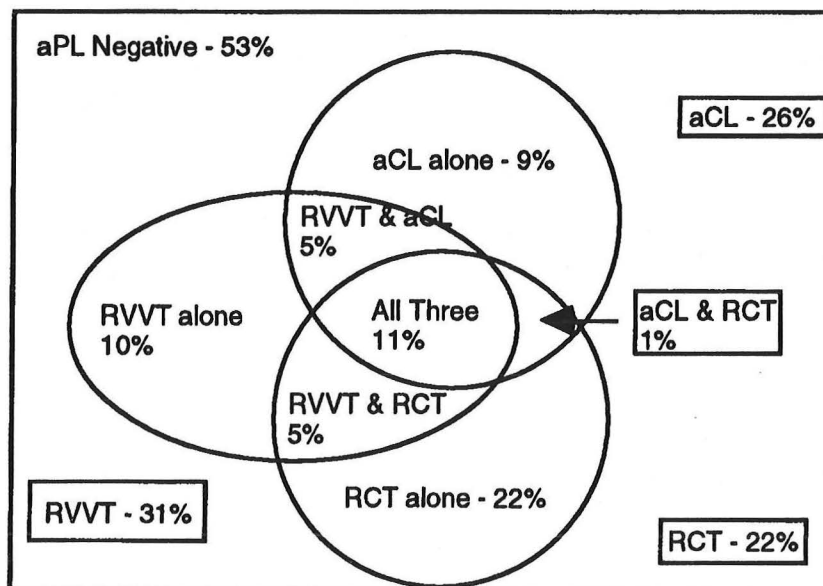 aPL Negative - 53%
aCL - 26%
aCL alone - 9%
RVVT & aCL
5%
RVVT alone
10%
All Three
11%
aCL & RCT
1%
RVVT & RCT
5%
RCT alone - 22%
RVVT - 31%
RCT - 22%